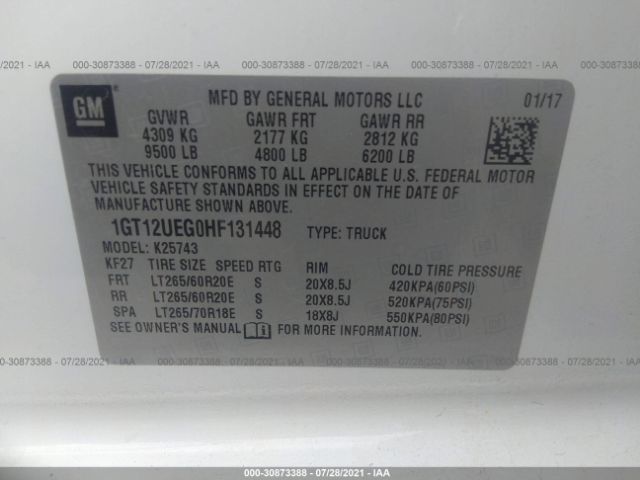 000-30873388 - 07/28/2021 - IAA
GM
MFD BY GENERAL MOTORS LLC 01/17
GVWR GAWR FRT GAWR RR
4309 KG 2177 KG 2812 KG
9500 LB 4800 LB 6200 LB
THIS VEHICLE CONFORMS TO ALL APPLICABLE U.S. FEDERAL MOTOR
VEHICLE SAFETY STANDARDS IN EFFECT ON THE DATE OF
MANUFACTURE SHOWN ABOVE.
1GT12UEG0HF131448 TYPE: TRUCK
MODEL: K25743
KF27 TIRE SIZE SPEED RTG RIM COLD TIRE PRESSURE
FRT LT265/60R20E S 20X8.5J 420KPA(60PSI)
RR LT265/60R20E S 20X8.5J 520KPA(75PSI)
SPA LT265/70R18E S 18X8J 550KPA(80PSI)
SEE OWNER'S MANUAL FOR MORE INFORMATION.
000-30873388 - 07/28/2021 - IAA